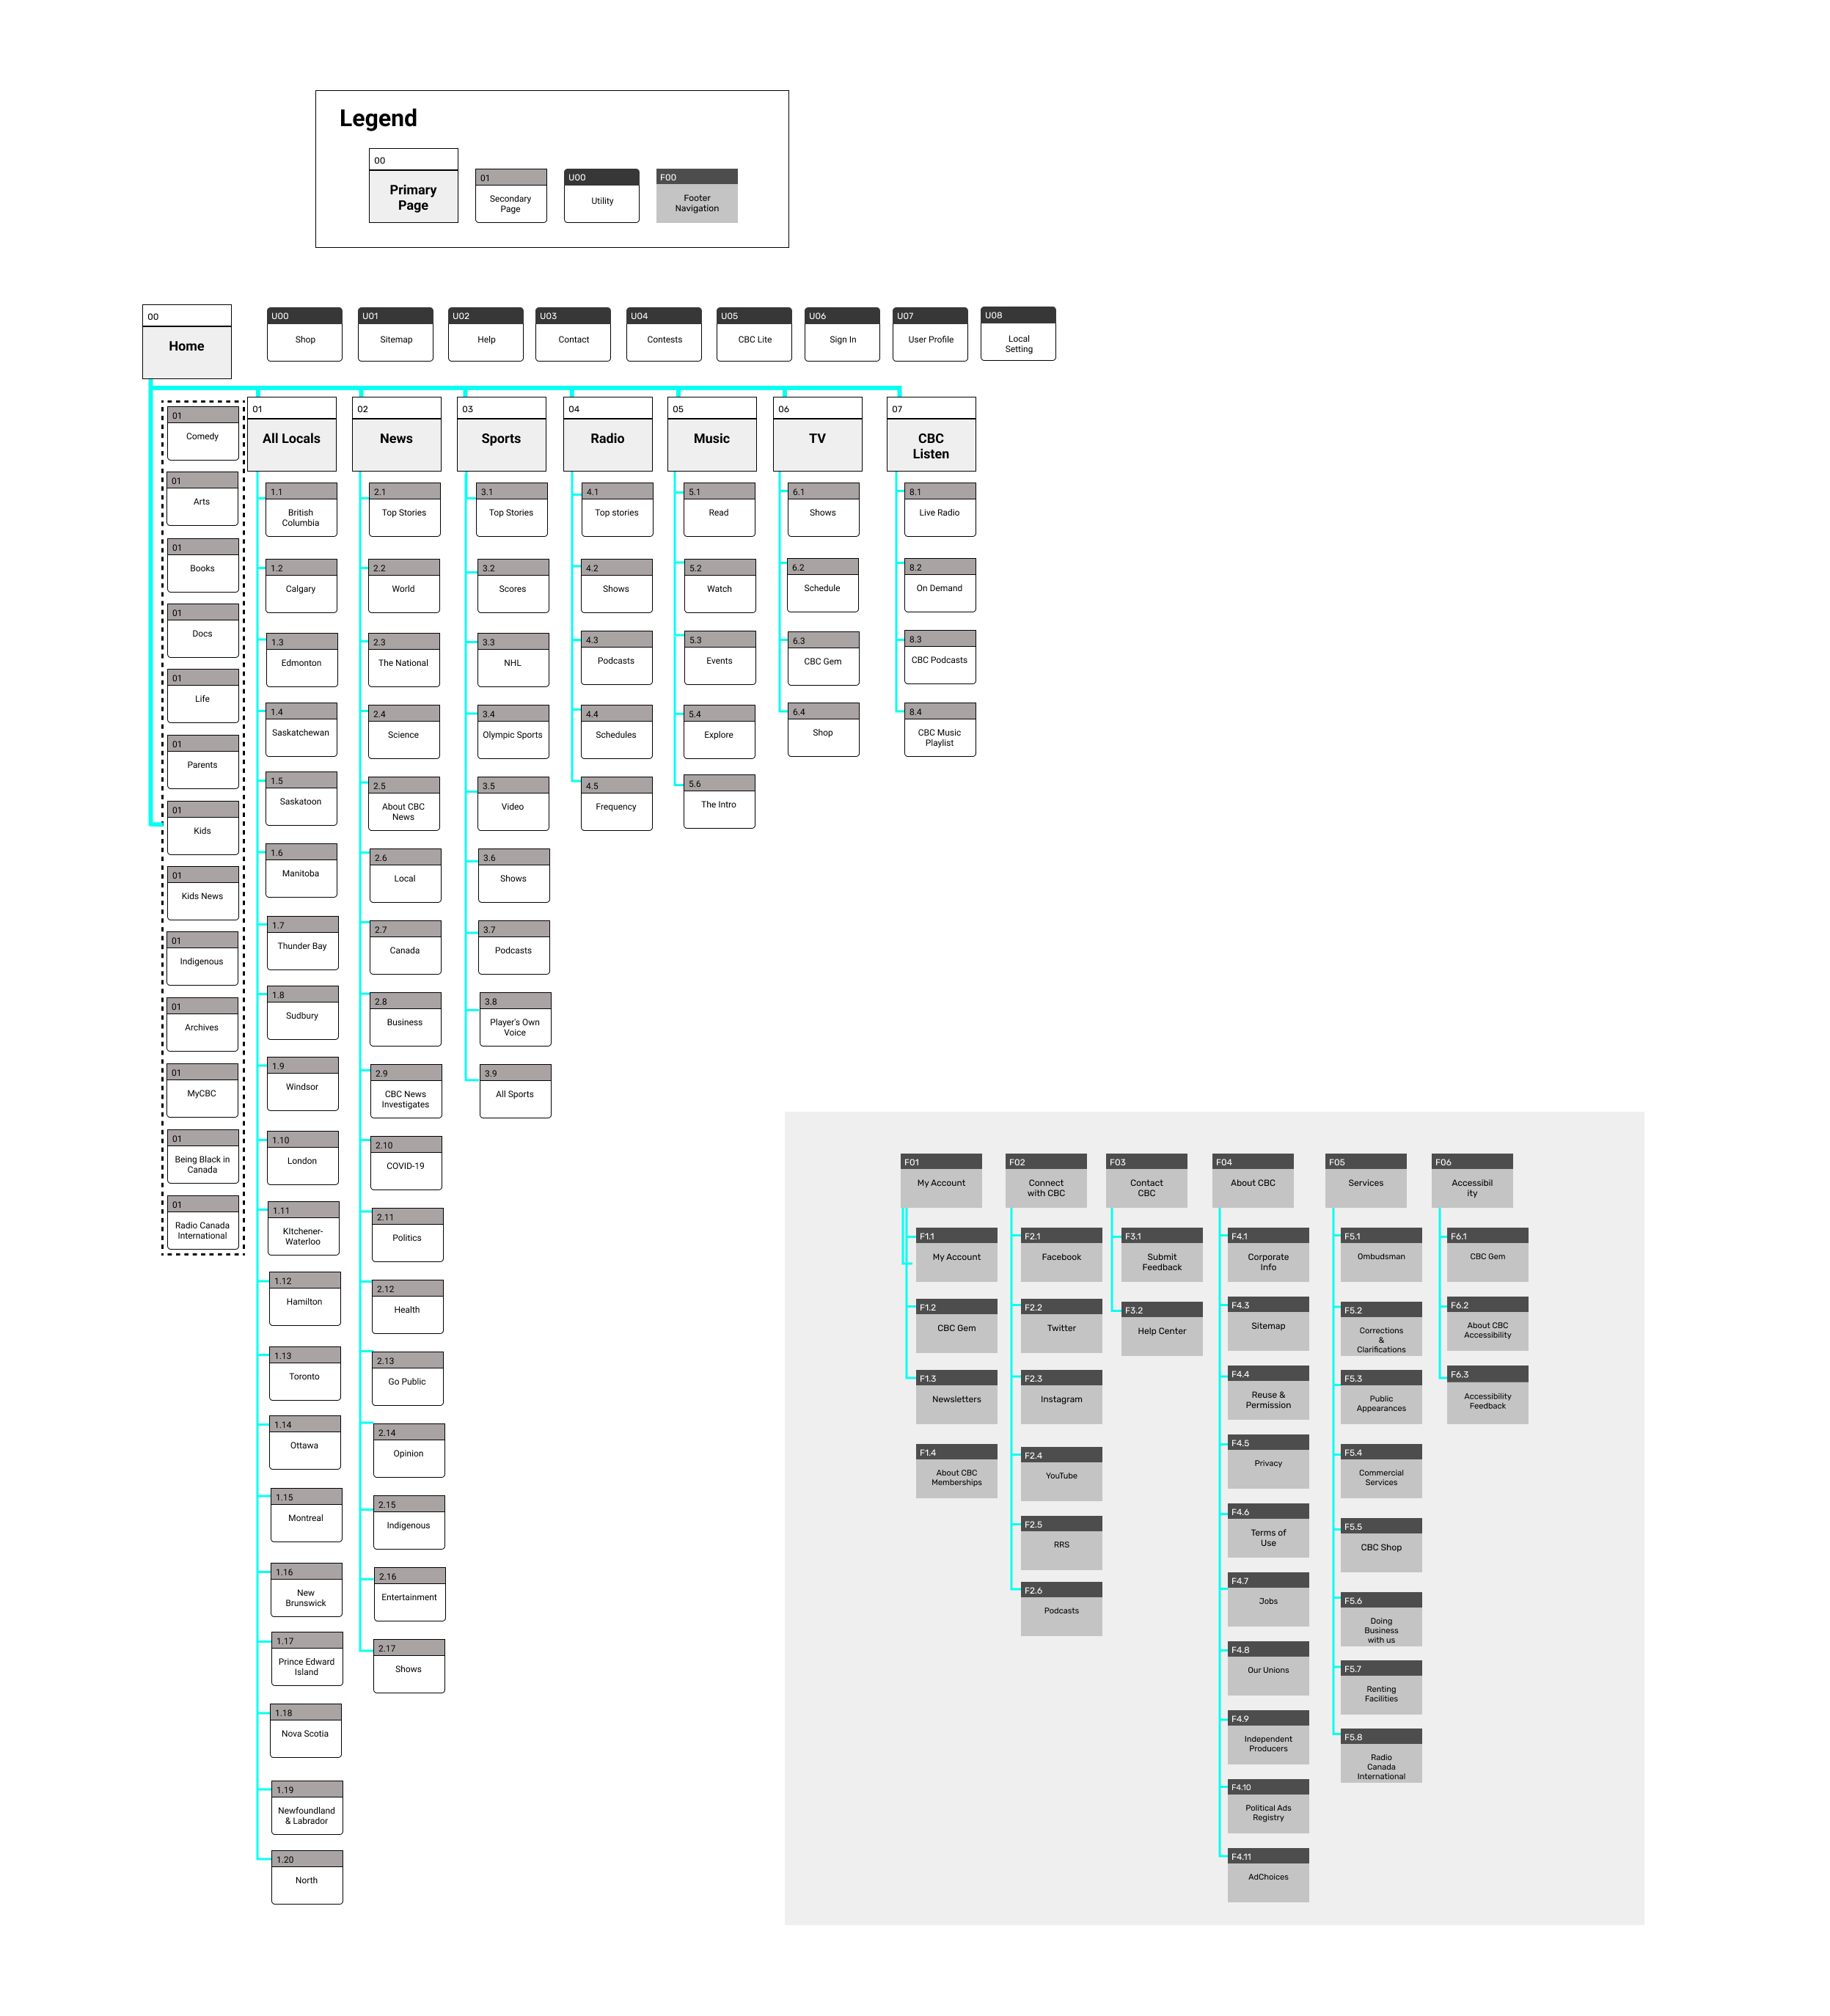 Legend
00
Primary
Page
01
Secondary
Page
U00
Utility
F00
Footer
Navigation
00
Home
U00
Shop
U01
Sitemap
U02
Help
U03
Contact
U04
Contests
U05
CBC Lite
U06
Sign In
U07
User Profile
U08
Local
Setting
01
Comedy
01
Arts
01
Books
01
Docs
01
Life
01
Parents
01
Kids
01
Kids News
01
Indigenous
01
Archives
01
MyCBC
01
Being Black in
Canada
01
Radio Canada
International
01
All Locals
1.1
British
Columbia
1.2
Calgary
1.3
Edmonton
1.4
Saskatchewan
1.5
Saskatoon
1.6
Manitoba
1.7
Thunder Bay
1.8
Sudbury
1.9
Windsor
1.10
London
1.11
KItchener-
Waterloo
1.12
Hamilton
1.13
Toronto
1.14
Ottawa
1.15
Montreal
1.16
New
Brunswick
1.17
Prince Edward
Island
1.18
Nova Scotia
1.19
Newfoundland
& Labrador
1.20
North
02
News
2.1
Top Stories
2.2
World
2.3
The National
2.4
Science
2.5
About CBC
News
2.6
Local
2.7
Canada
2.8
Business
2.9
CBC News
Investigates
2.10
COVID-19
2.11
Politics
2.12
Health
2.13
Go Public
2.14
Opinion
2.15
Indigenous
2.16
Entertainment
2.17
Shows
03
Sports
3.1
Top Stories
3.2
Scores
3.3
NHL
3.4
Olympic Sports
3.5
Video
3.6
Shows
3.7
Podcasts
3.8
Player's Own
Voice
3.9
All Sports
04
Radio
4.1
Top stories
4.2
Shows
4.3
Podcasts
4.4
Schedules
4.5
Frequency
05
Music
5.1
Read
5.2
Watch
5.3
Events
5.4
Explore
5.6
The Intro
06
TV
6.1
Shows
6.2
Schedule
6.3
CBC Gem
6.4
Shop
07
CBC
Listen
8.1
Live Radio
8.2
On Demand
8.3
CBC Podcasts
8.4
CBC Music
Playlist
F01
My Account
F1.1
My Account
F1.2
CBC Gem
F1.3
Newsletters
F1.4
About CBC
Memberships
F02
Connect
with CBC
F2.1
Facebook
F2.2
Twitter
F2.3
Instagram
F2.4
YouTube
F2.5
RRS
F2.6
Podcasts
F03
Contact
CBC
F3.1
Submit
Feedback
F3.2
Help Center
F04
About CBC
F4.1
Corporate
Info
F4.3
Sitemap
F4.4
Reuse &
Permission
F4.5
Privacy
F4.6
Terms of
Use
F4.7
Jobs
F4.8
Our Unions
F4.9
Independent
Producers
F4.10
Political Ads
Registry
F4.11
AdChoices
F05
Services
F5.1
Ombudsman
F5.2
Corrections
&
Clarifications
F5.3
Public
Appearances
F5.4
Commercial
Services
F5.5
CBC Shop
F5.6
Doing
Business
with us
F5.7
Renting
Facilities
F5.8
Radio
Canada
International
F06
Accessibil
ity
F6.1
CBC Gem
F6.2
About CBC
Accessibility
F6.3
Accessibility
Feedback